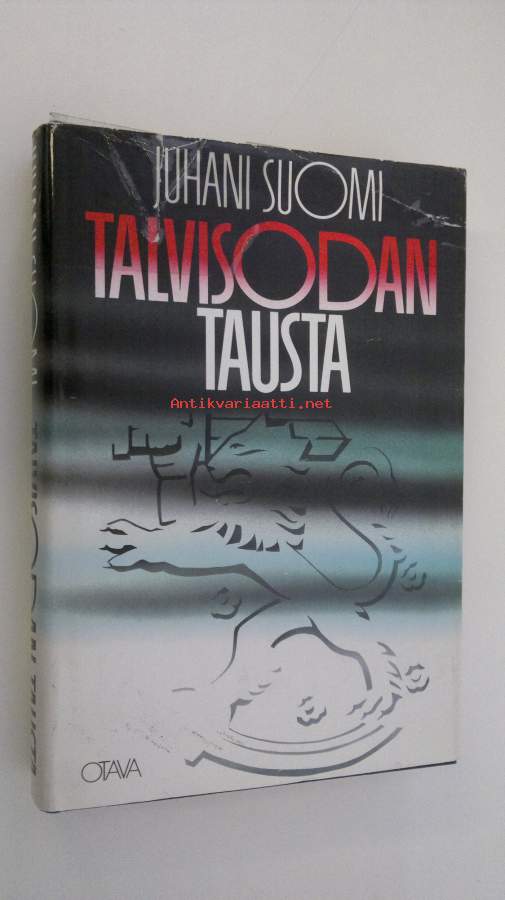 JUHANI SUOMI
TALVISODAN
TAUSTA
Antikvariaatti.net
OTAVA